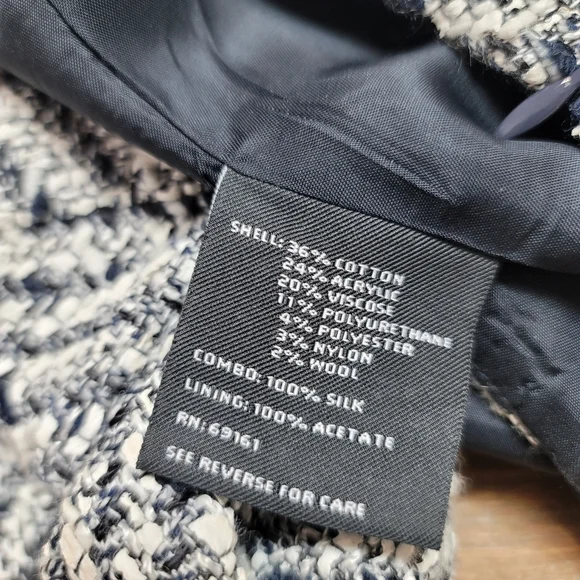 SHELL: 36% COTTON
24% ACRYLIC
20% VISCOSE
11% POLYURETHANE
4% POLYESTER
3% NYLON
2% WOOL
COMBO: 100% SILK
LINING: 100% ACETATE
RN: 69161
SEE REVERSE FOR CARE